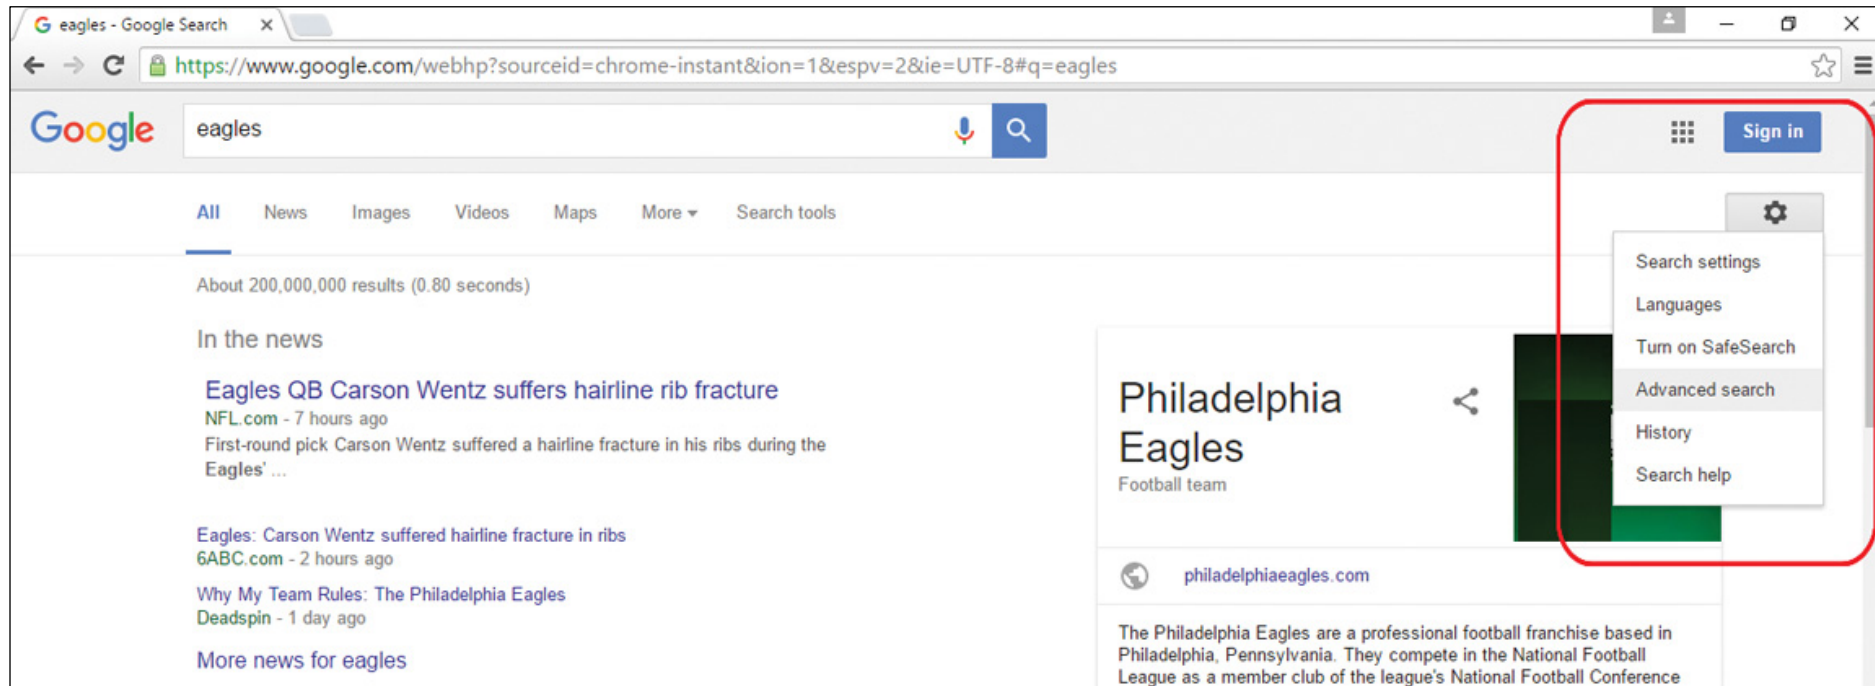 eagles - Google Search
https://www.google.com/webhp?sourceid=chrome-instant&ion=1&espv=2&ie=UTF-8#q=eagles
Google
eagles
Sign in
All News Images Videos Maps More Search tools
About 200,000,000 results (0.80 seconds)
Search settings
Languages
Turn on SafeSearch
Advanced search
History
Search help
In the news
Eagles QB Carson Wentz suffers hairline rib fracture
NFL.com - 7 hours ago
First-round pick Carson Wentz suffered a hairline fracture in his ribs during the
Eagles' ...
Eagles: Carson Wentz suffered hairline fracture in ribs
6ABC.com - 2 hours ago
Why My Team Rules: The Philadelphia Eagles
Deadspin - 1 day ago
More news for eagles
Philadelphia
Eagles
Football team
philadelphiaeagles.com
The Philadelphia Eagles are a professional football franchise based in
Philadelphia, Pennsylvania. They compete in the National Football
League as a member club of the league's National Football Conference